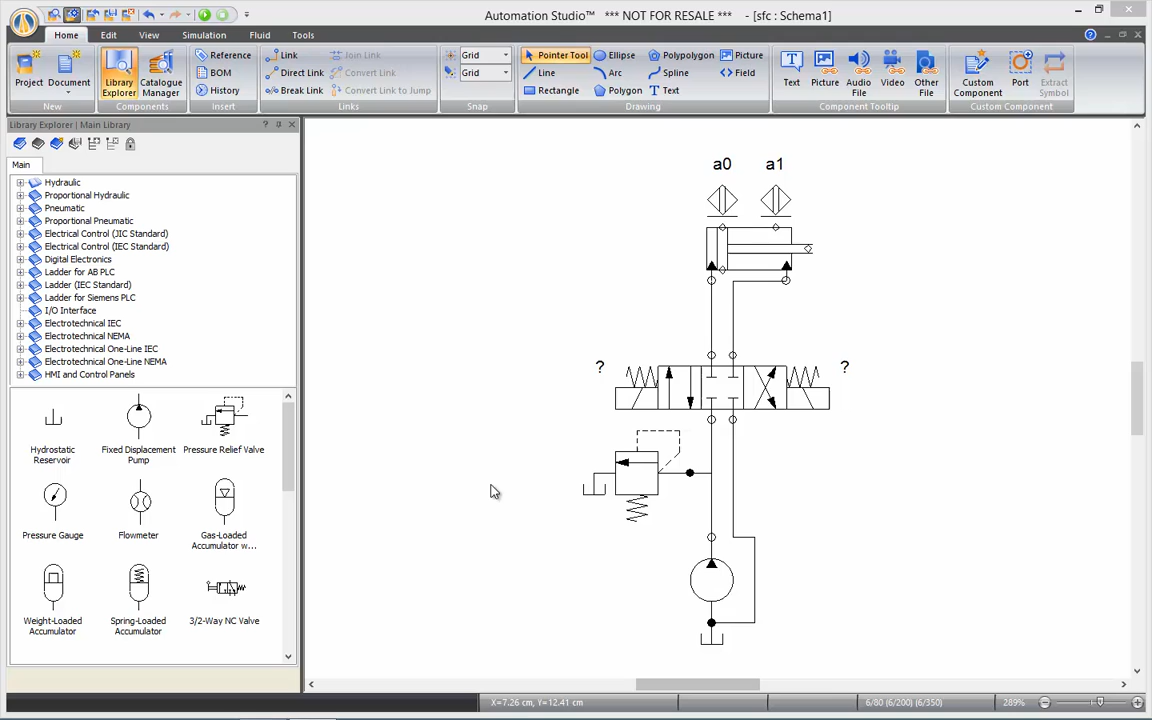 Automation Studio™ *** NOT FOR RESALE *** - [sfc : Schema1]
Home Edit View Simulation Fluid Tools
Project
Document
New
Library Explorer
Catalogue Manager
Components
Reference
BOM
History
Insert
Link
Direct Link
Break Link
Join Link
Convert Link
Convert Link to Jump
Links
Grid
Grid
Snap
Pointer Tool
Line
Rectangle
Ellipse
Arc
Polygon
Polypolygon
Spline
Text
Picture
Field
Drawing
Text
Picture
Audio File
Video
Other File
Component Tooltip
Custom Component
Port
Extract Symbol
Custom Component
Library Explorer | Main Library
Main
Hydraulic
Proportional Hydraulic
Pneumatic
Proportional Pneumatic
Electrical Control (JIC Standard)
Electrical Control (IEC Standard)
Digital Electronics
Ladder for AB PLC
Ladder (IEC Standard)
Ladder for Siemens PLC
I/O Interface
Electrotechnical IEC
Electrotechnical NEMA
Electrotechnical One-Line IEC
Electrotechnical One-Line NEMA
HMI and Control Panels
Hydrostatic Reservoir
Fixed Displacement Pump
Pressure Relief Valve
Pressure Gauge
Flowmeter
Gas-Loaded Accumulator w...
Weight-Loaded Accumulator
Spring-Loaded Accumulator
3/2-Way NC Valve
a0 a1
? ?
X=7.26 cm, Y=12.41 cm
6/80 (6/200) (6/350)
289%